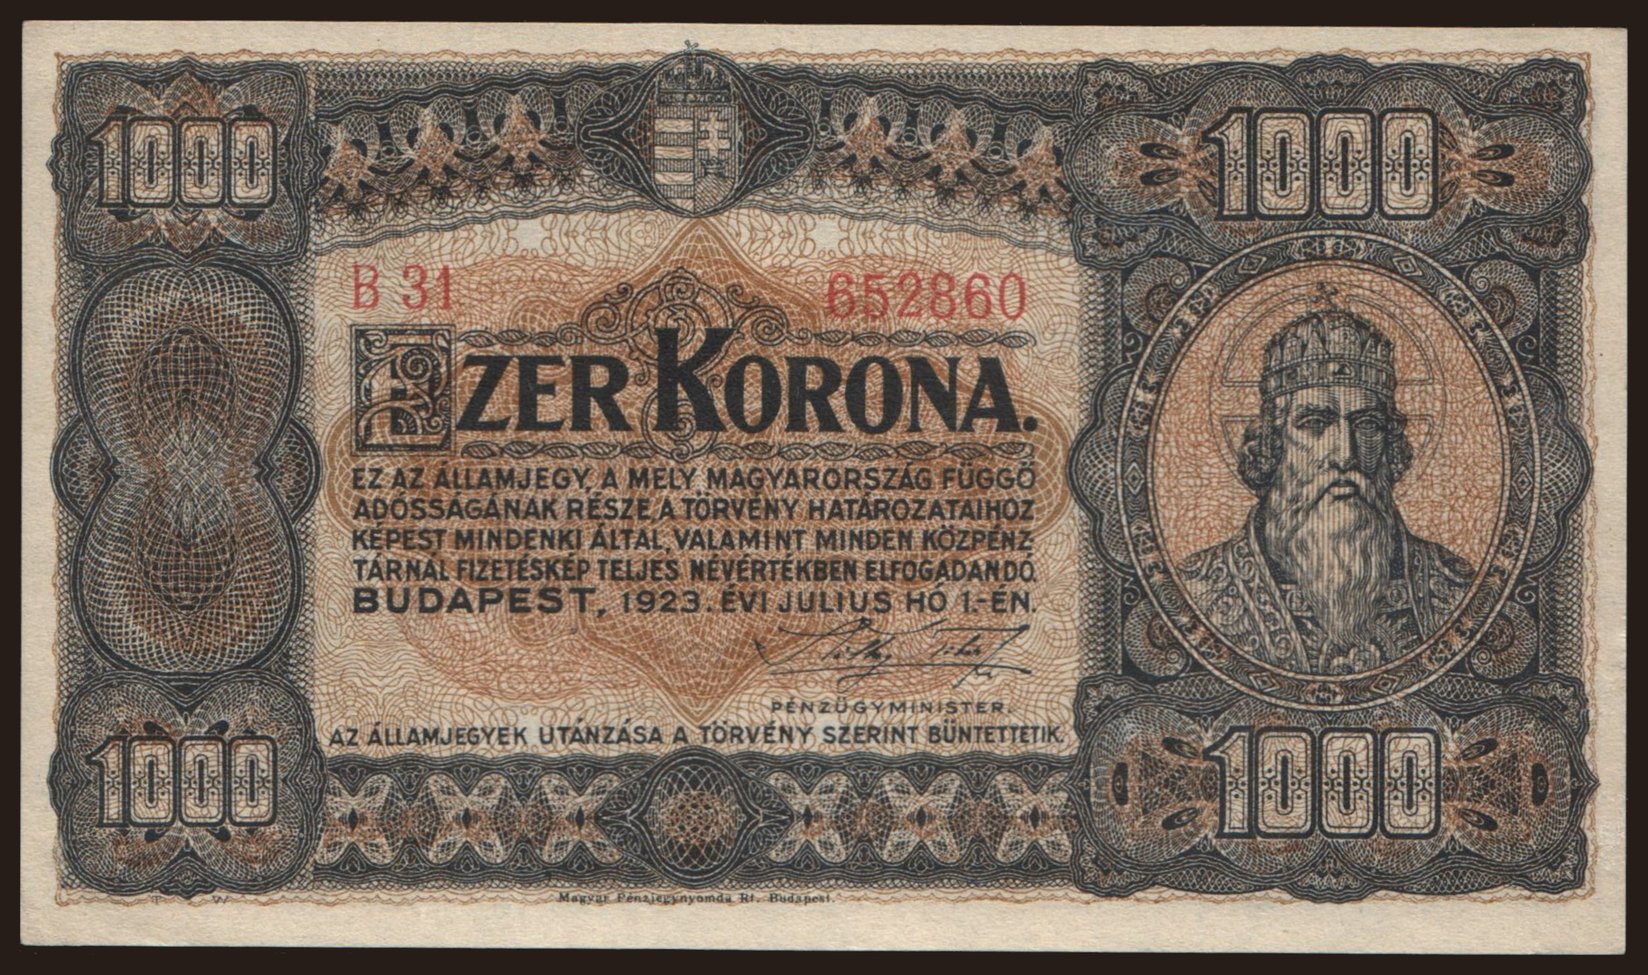 1000
1000
B 31
652860
EZER KORONA.
EZ AZ ÁLLAMJEGY, A MELY MAGYARORSZÁG FÜGGŐ
ADÓSSÁGÁNAK RÉSZE, A TÖRVÉNY HATÁROZATAIHOZ
KÉPEST MINDENKI ÁLTAL, VALAMINT MINDEN KÖZPÉNZ
TÁRNÁL FIZETÉSKÉP TELJES NÉVÉRTÉKBEN ELFOGADANDÓ.
BUDAPEST, 1923. ÉVI JULIUS HÓ 1.-ÉN.
PÉNZÜGYMINISTER.
AZ ÁLLAMJEGYEK UTÁNZÁSA A TÖRVÉNY SZERINT BÜNTETTETIK.
1000
1000
T W
Magyar Pénzjegynyomda Rt. Budapest.